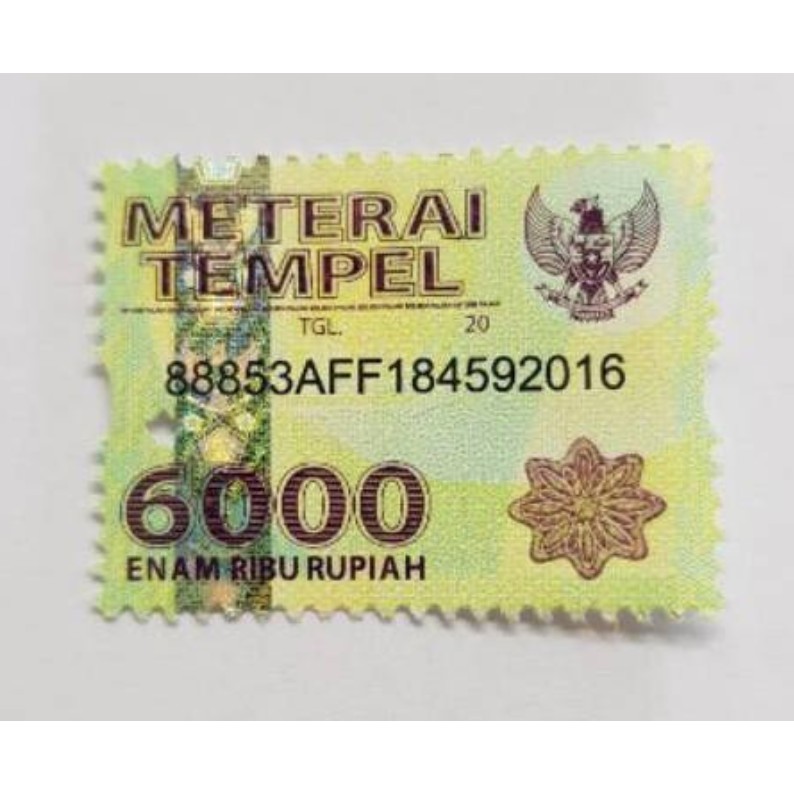 METERAI
TEMPEL
TGL. 20
88853AFF184592016
6000
ENAM RIBU RUPIAH